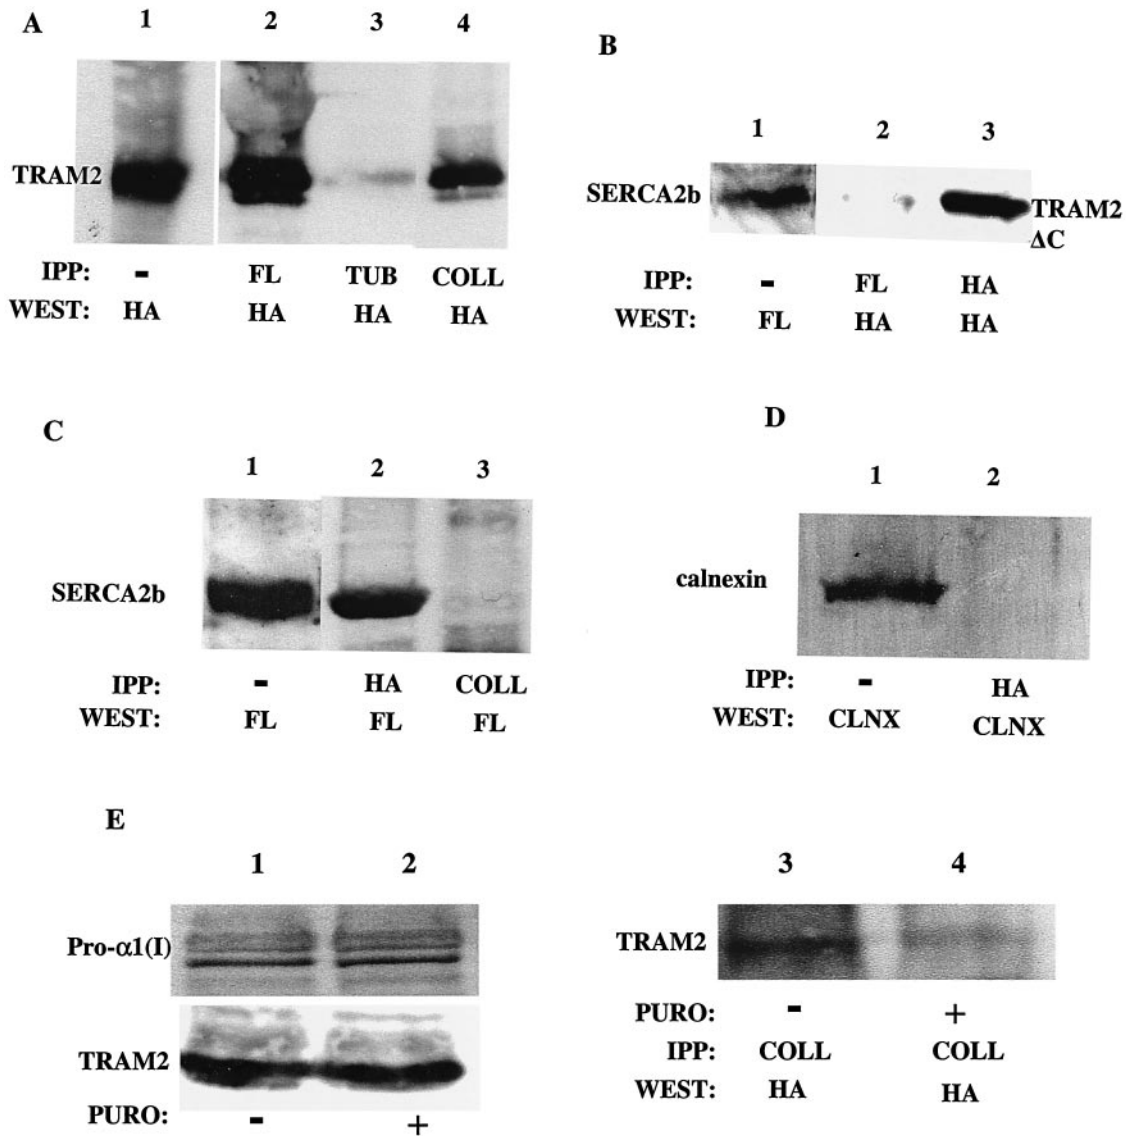 A
1 2 3 4
TRAM2
IPP: - FL TUB COLL
WEST: HA HA HA HA
B
1 2 3
SERCA2b
TRAM2
ΔC
IPP: - FL HA
WEST: FL HA HA
C
1 2 3
SERCA2b
IPP: - HA COLL
WEST: FL FL FL
D
1 2
calnexin
IPP: - HA
WEST: CLNX CLNX
E
1 2
Pro-α1(I)
TRAM2
PURO: - +
3 4
TRAM2
PURO: - +
IPP: COLL COLL
WEST: HA HA